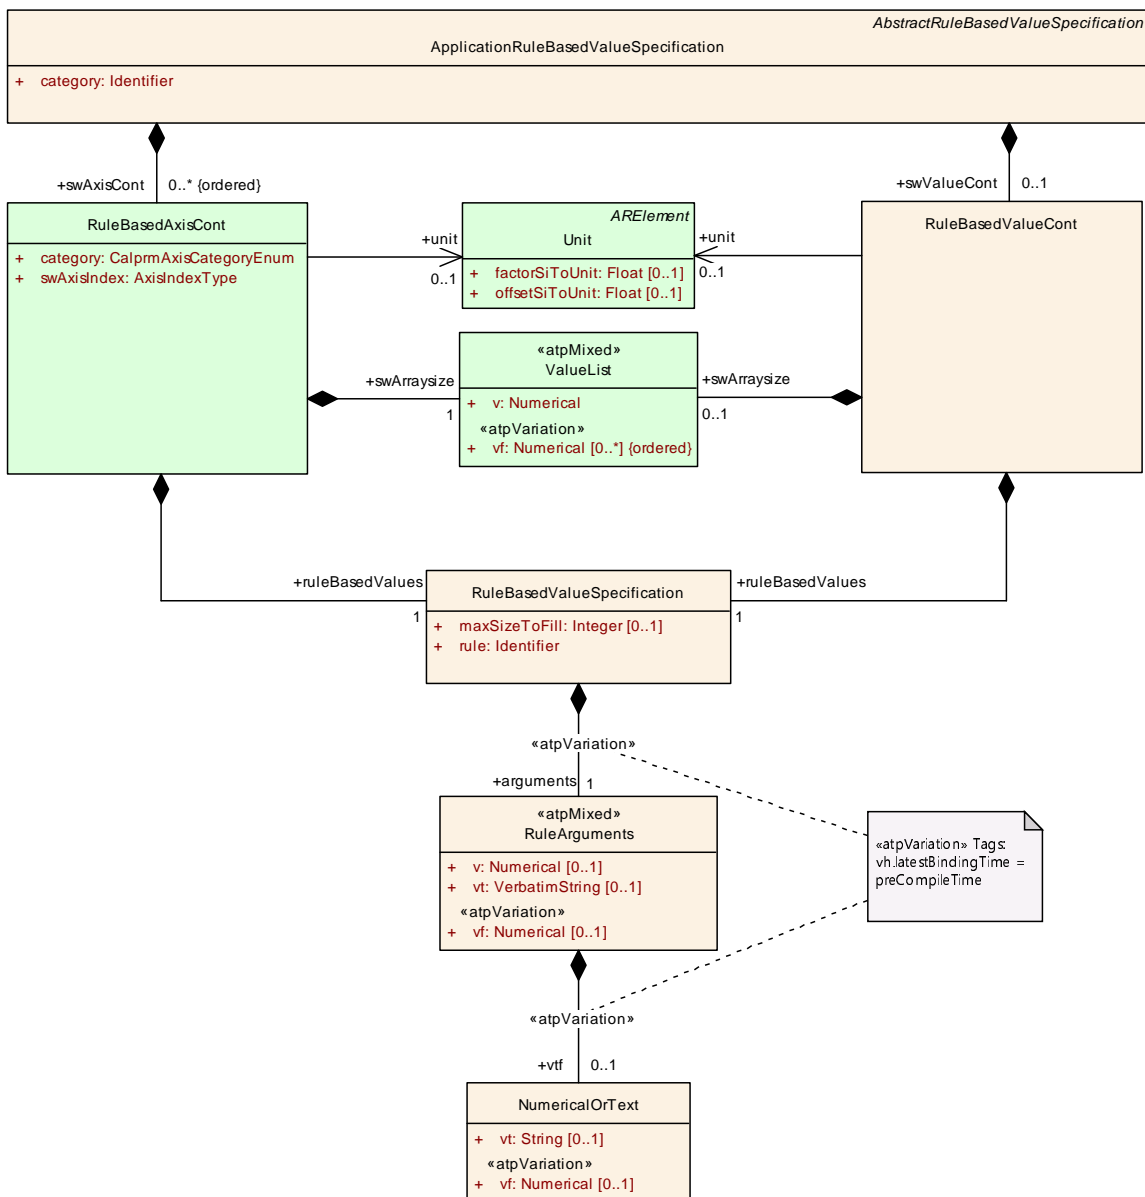 AbstractRuleBasedValueSpecification
ApplicationRuleBasedValueSpecification
+ category: Identifier
+swAxisCont 0..* {ordered}
+swValueCont 0..1
RuleBasedAxisCont
+ category: CalprmAxisCategoryEnum
+ swAxisIndex: AxisIndexType
+unit
0..1
ARElement
Unit
+ factorSiToUnit: Float [0..1]
+ offsetSiToUnit: Float [0..1]
+unit
0..1
RuleBasedValueCont
+swArraysize
1
«atpMixed»
ValueList
+ v: Numerical
«atpVariation»
+ vf: Numerical [0..*] {ordered}
+swArraysize
0..1
+ruleBasedValues
1
RuleBasedValueSpecification
+ maxSizeToFill: Integer [0..1]
+ rule: Identifier
+ruleBasedValues
1
«atpVariation»
+arguments 1
«atpMixed»
RuleArguments
+ v: Numerical [0..1]
+ vt: VerbatimString [0..1]
«atpVariation»
+ vf: Numerical [0..1]
«atpVariation» Tags:
vh.latestBindingTime =
preCompileTime
«atpVariation»
+vtf 0..1
NumericalOrText
+ vt: String [0..1]
«atpVariation»
+ vf: Numerical [0..1]